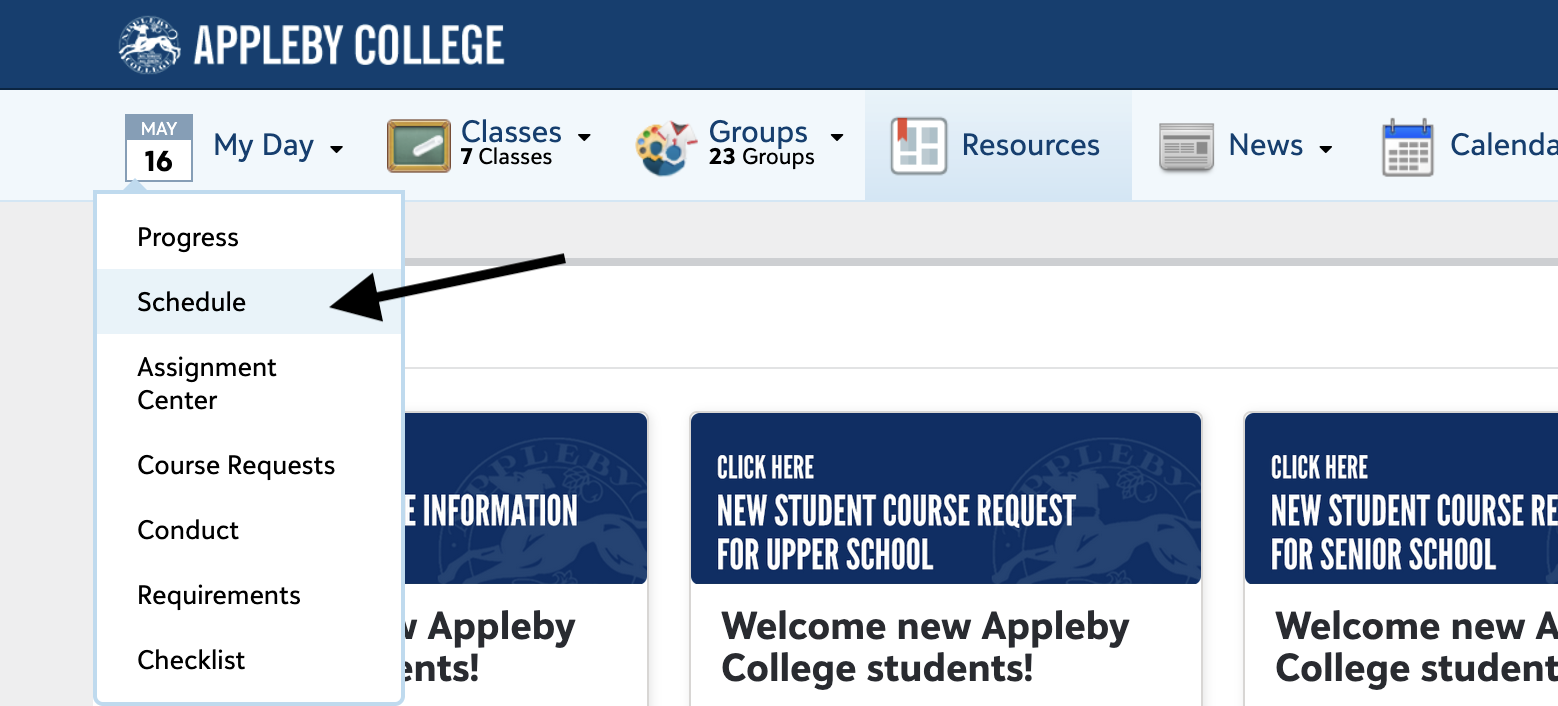 APPLEBY COLLEGE
MAY
16
My Day
Classes
7 Classes
Groups
23 Groups
Resources
News
Calenda
Progress
Schedule
Assignment
Center
Course Requests
Conduct
Requirements
Checklist
E INFORMATION
w Appleby
ents!
CLICK HERE
NEW STUDENT COURSE REQUEST
FOR UPPER SCHOOL
Welcome new Appleby
College students!
CLICK HERE
NEW STUDENT COURSE RE
FOR SENIOR SCHOOL
Welcome new A
College student